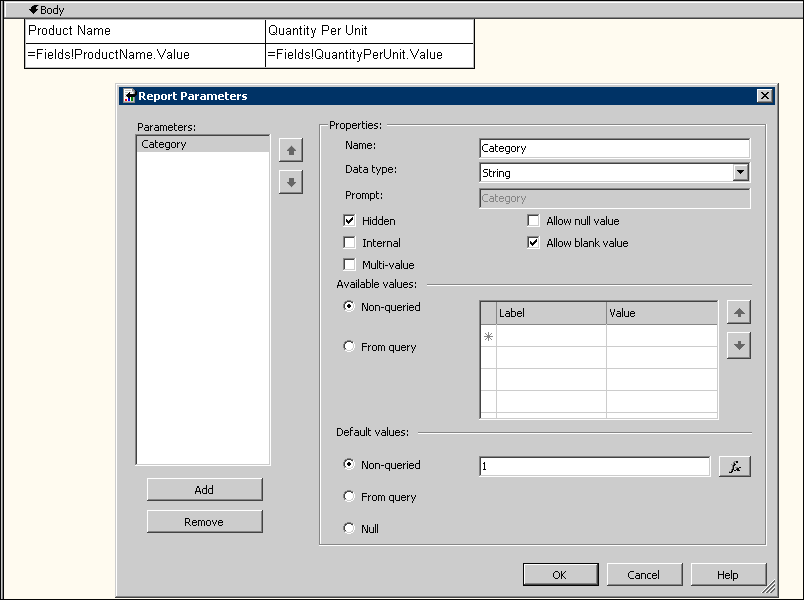 Body
Product Name Quantity Per Unit
=Fields!ProductName.Value =Fields!QuantityPerUnit.Value
Report Parameters
Parameters:
Category
Add
Remove
Properties:
Name: Category
Data type: String
Prompt: Category
Hidden Allow null value
Internal Allow blank value
Multi-value
Available values:
Non-queried
From query
Label Value
Default values:
Non-queried 1
From query
Null
fx
OK Cancel Help